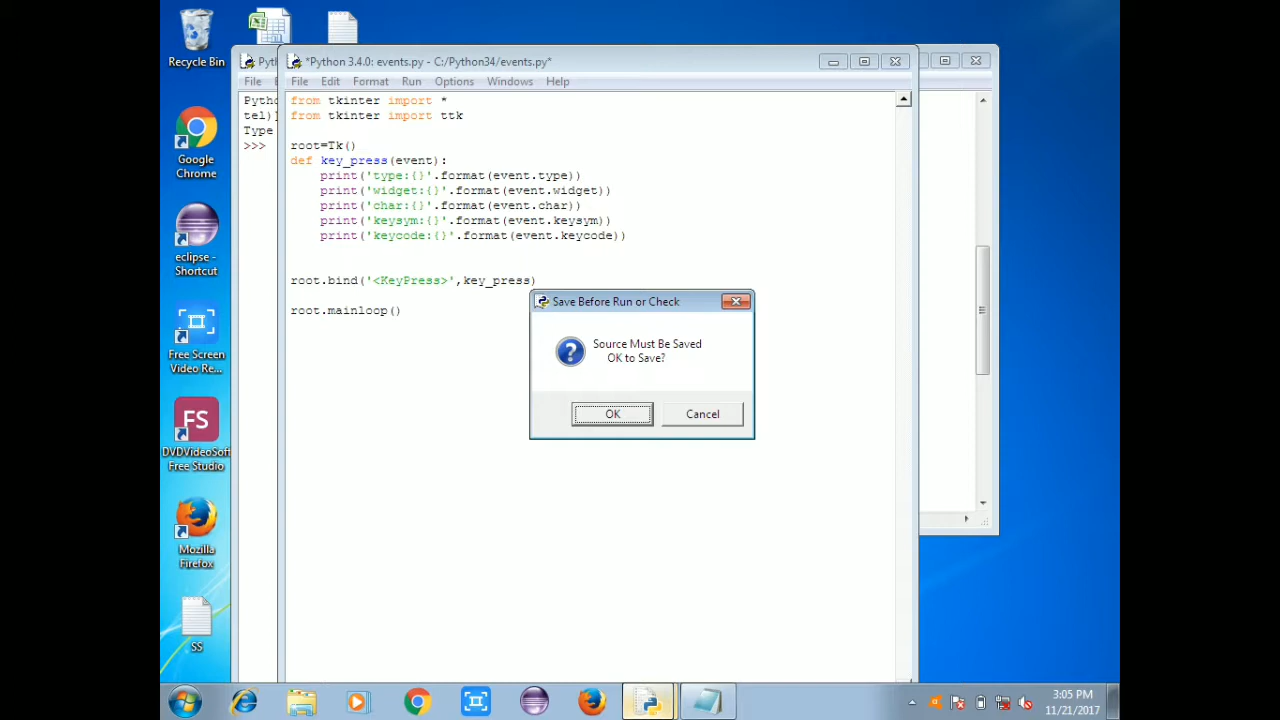 Recycle Bin
Google
Chrome
eclipse -
Shortcut
Free Screen
Video Re...
FS
DVDVideoSoft
Free Studio
Mozilla
Firefox
SS
Pyth
File
Pytho
tel)]
Type
>>>
*Python 3.4.0: events.py - C:/Python34/events.py*
File Edit Format Run Options Windows Help
from tkinter import *
from tkinter import ttk
root=Tk()
def key_press(event):
print('type:{}'.format(event.type))
print('widget:{}'.format(event.widget))
print('char:{}'.format(event.char))
print('keysym:{}'.format(event.keysym))
print('keycode:{}'.format(event.keycode))
root.bind('<KeyPress>',key_press)
root.mainloop()
Save Before Run or Check
Source Must Be Saved
OK to Save?
OK Cancel
3:05 PM
11/21/2017